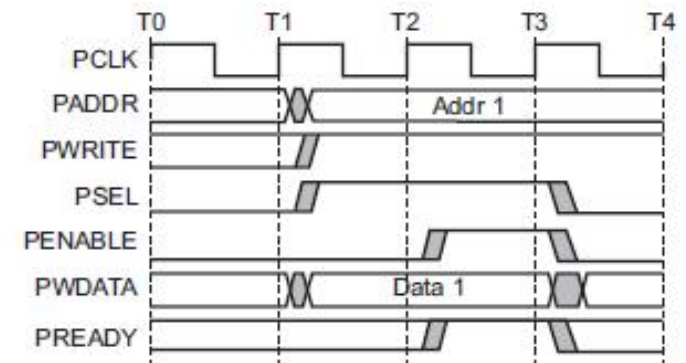 T0 T1 T2 T3 T4
PCLK
PADDR Addr 1
PWRITE
PSEL
PENABLE
PWDATA Data 1
PREADY